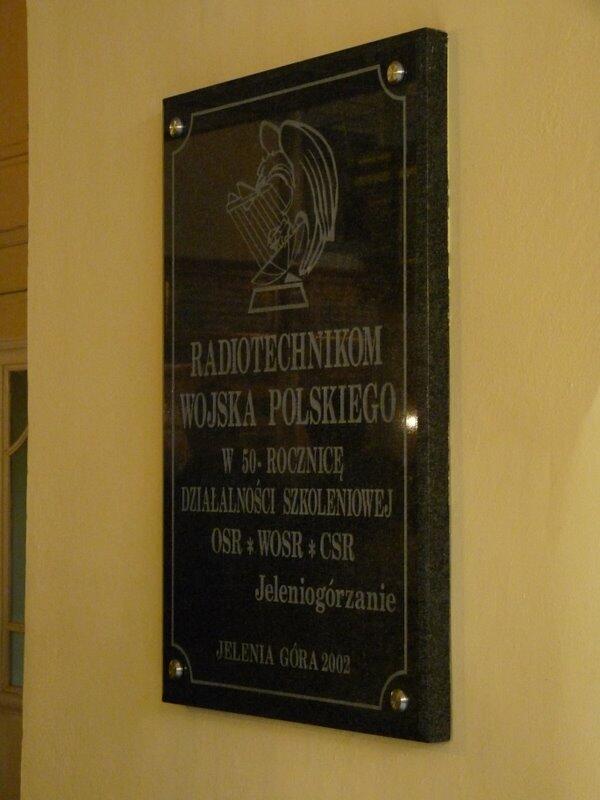 RADIOTECHNIKOM
WOJSKA POLSKIEGO
W 50- ROCZNICĘ
DZIAŁALNOŚCI SZKOLENIOWEJ
OSR * WOSR * CSR
Jeleniogórzanie
JELENIA GÓRA 2002